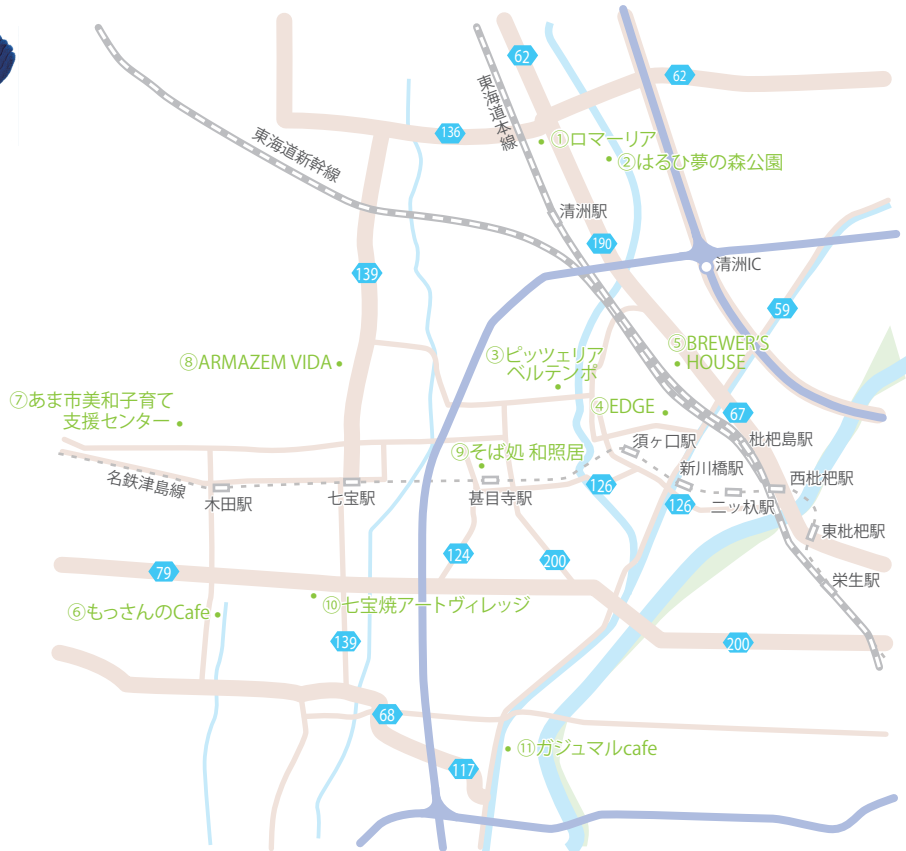 62
62
東海道本線
136
①ロマーリア
②はるひ夢の森公園
東海道新幹線
清洲駅
190
清洲IC
139
59
⑤BREWER'S
HOUSE
③ピッツェリア
ベルテンポ
⑧ARMAZEM VIDA
⑦あま市美和子育て
支援センター
④EDGE
67
須ヶ口駅
枇杷島駅
⑨そば処 和照居
新川橋駅
西枇杷駅
名鉄津島線
木田駅
七宝駅
甚目寺駅
126
126
二ッ杁駅
東枇杷駅
124
200
79
栄生駅
⑥もっさんのCafe
⑩七宝焼アートヴィレッジ
139
200
68
⑪ガジュマルcafe
117